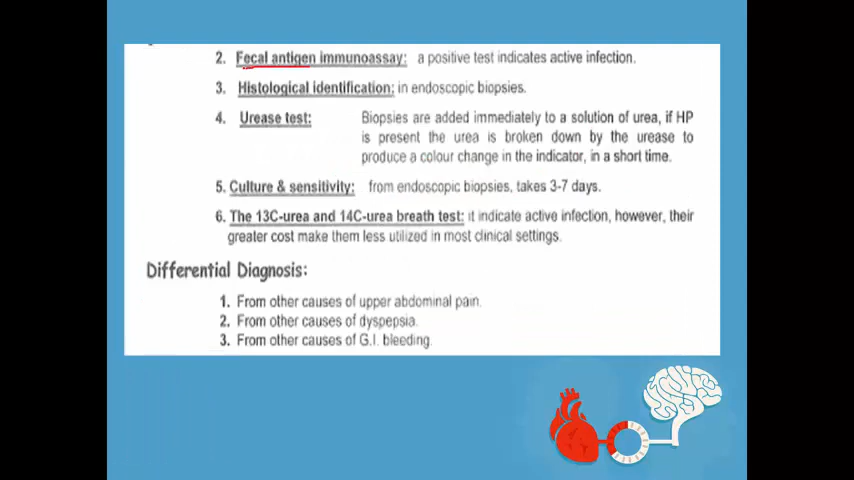 2. Fecal antigen immunoassay: a positive test indicates active infection.
3. Histological identification: in endoscopic biopsies.
4. Urease test: Biopsies are added immediately to a solution of urea, if HP
is present the urea is broken down by the urease to
produce a colour change in the indicator, in a short time.
5. Culture & sensitivity: from endoscopic biopsies, takes 3-7 days.
6. The 13C-urea and 14C-urea breath test: it indicate active infection, however, their
greater cost make them less utilized in most clinical settings.
Differential Diagnosis:
1. From other causes of upper abdominal pain.
2. From other causes of dyspepsia.
3. From other causes of G.I. bleeding.